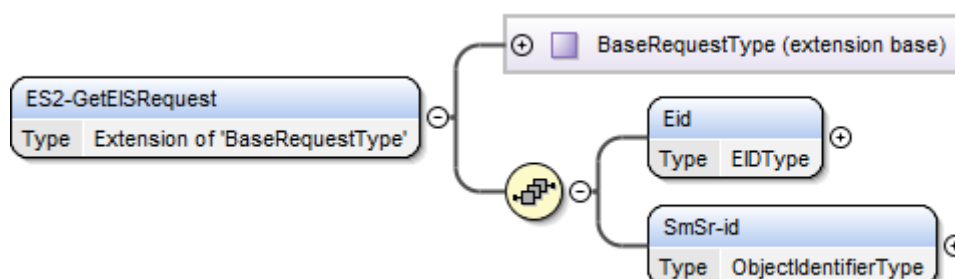 BaseRequestType (extension base)
ES2-GetEISRequest
Type Extension of 'BaseRequestType'
Eid
Type EIDType
SmSr-id
Type ObjectIdentifierType